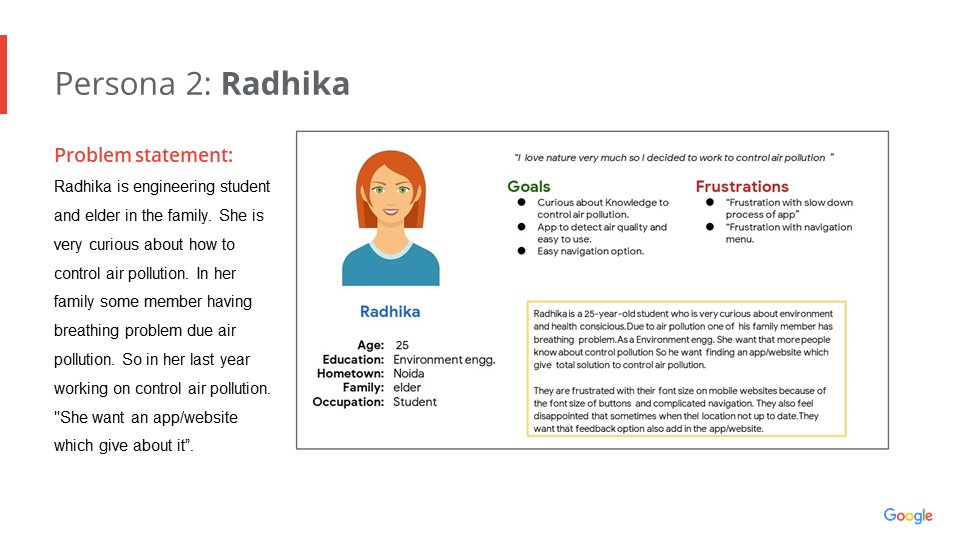 Persona 2: Radhika
Problem statement:
Radhika is engineering student
and elder in the family. She is
very curious about how to
control air pollution. In her
family some member having
breathing problem due air
pollution. So in her last year
working on control air pollution.
"She want an app/website
which give about it”.
“I love nature very much so I decided to work to control air pollution ”
Goals
● Curious about Knowledge to
control air pollution.
● App to detect air quality and
easy to use.
● Easy navigation option.
Frustrations
● “Frustration with slow down
process of app”
● “Frustration with navigation
menu.
Radhika
Age: 25
Education: Environment engg.
Hometown: Noida
Family: elder
Occupation: Student
Radhika is a 25-year-old student who is very curious about environment
and health consicious.Due to air pollution one of his family member has
breathing problem.As a Environment engg. She want that more people
know about control pollution So he want finding an app/website which
give total solution to control air pollution.
They are frustrated with their font size on mobile websites because of
the font size of buttons and complicated navigation. They also feel
disappointed that sometimes when thel location not up to date.They
want that feedback option also add in the app/website.
Google